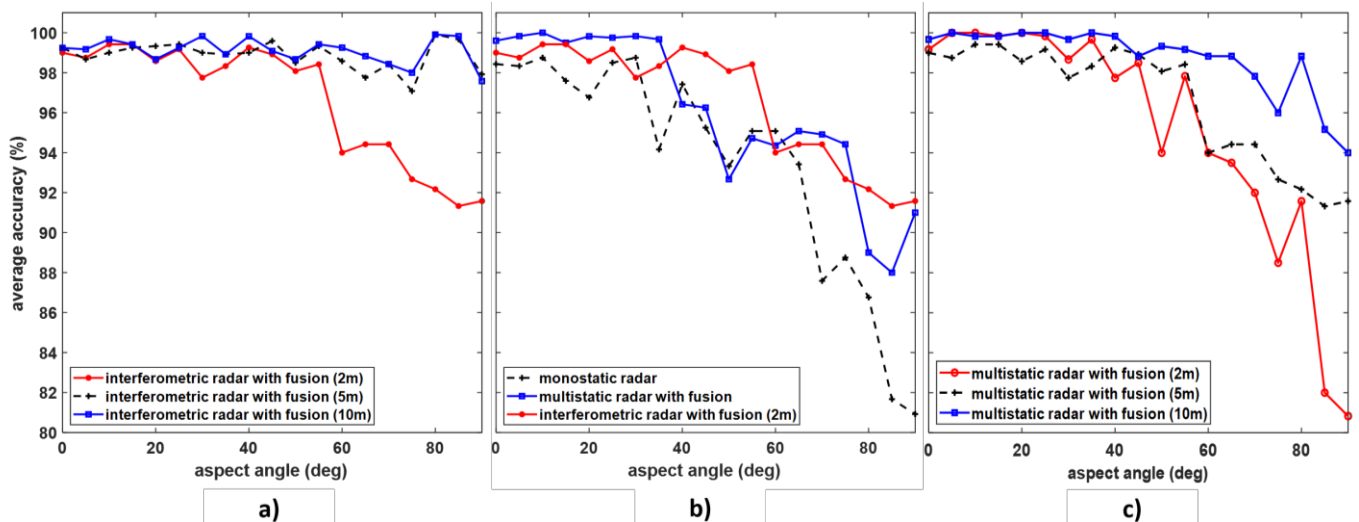 average accuracy (%)
100
98
96
94
92
90
88
86
84
82
80
interferometric radar with fusion (2m)
interferometric radar with fusion (5m)
interferometric radar with fusion (10m)
0 20 40 60 80
aspect angle (deg)
a)
monostatic radar
multistatic radar with fusion
interferometric radar with fusion (2m)
0 20 40 60 80
aspect angle (deg)
b)
multistatic radar with fusion (2m)
multistatic radar with fusion (5m)
multistatic radar with fusion (10m)
0 20 40 60 80
aspect angle (deg)
c)